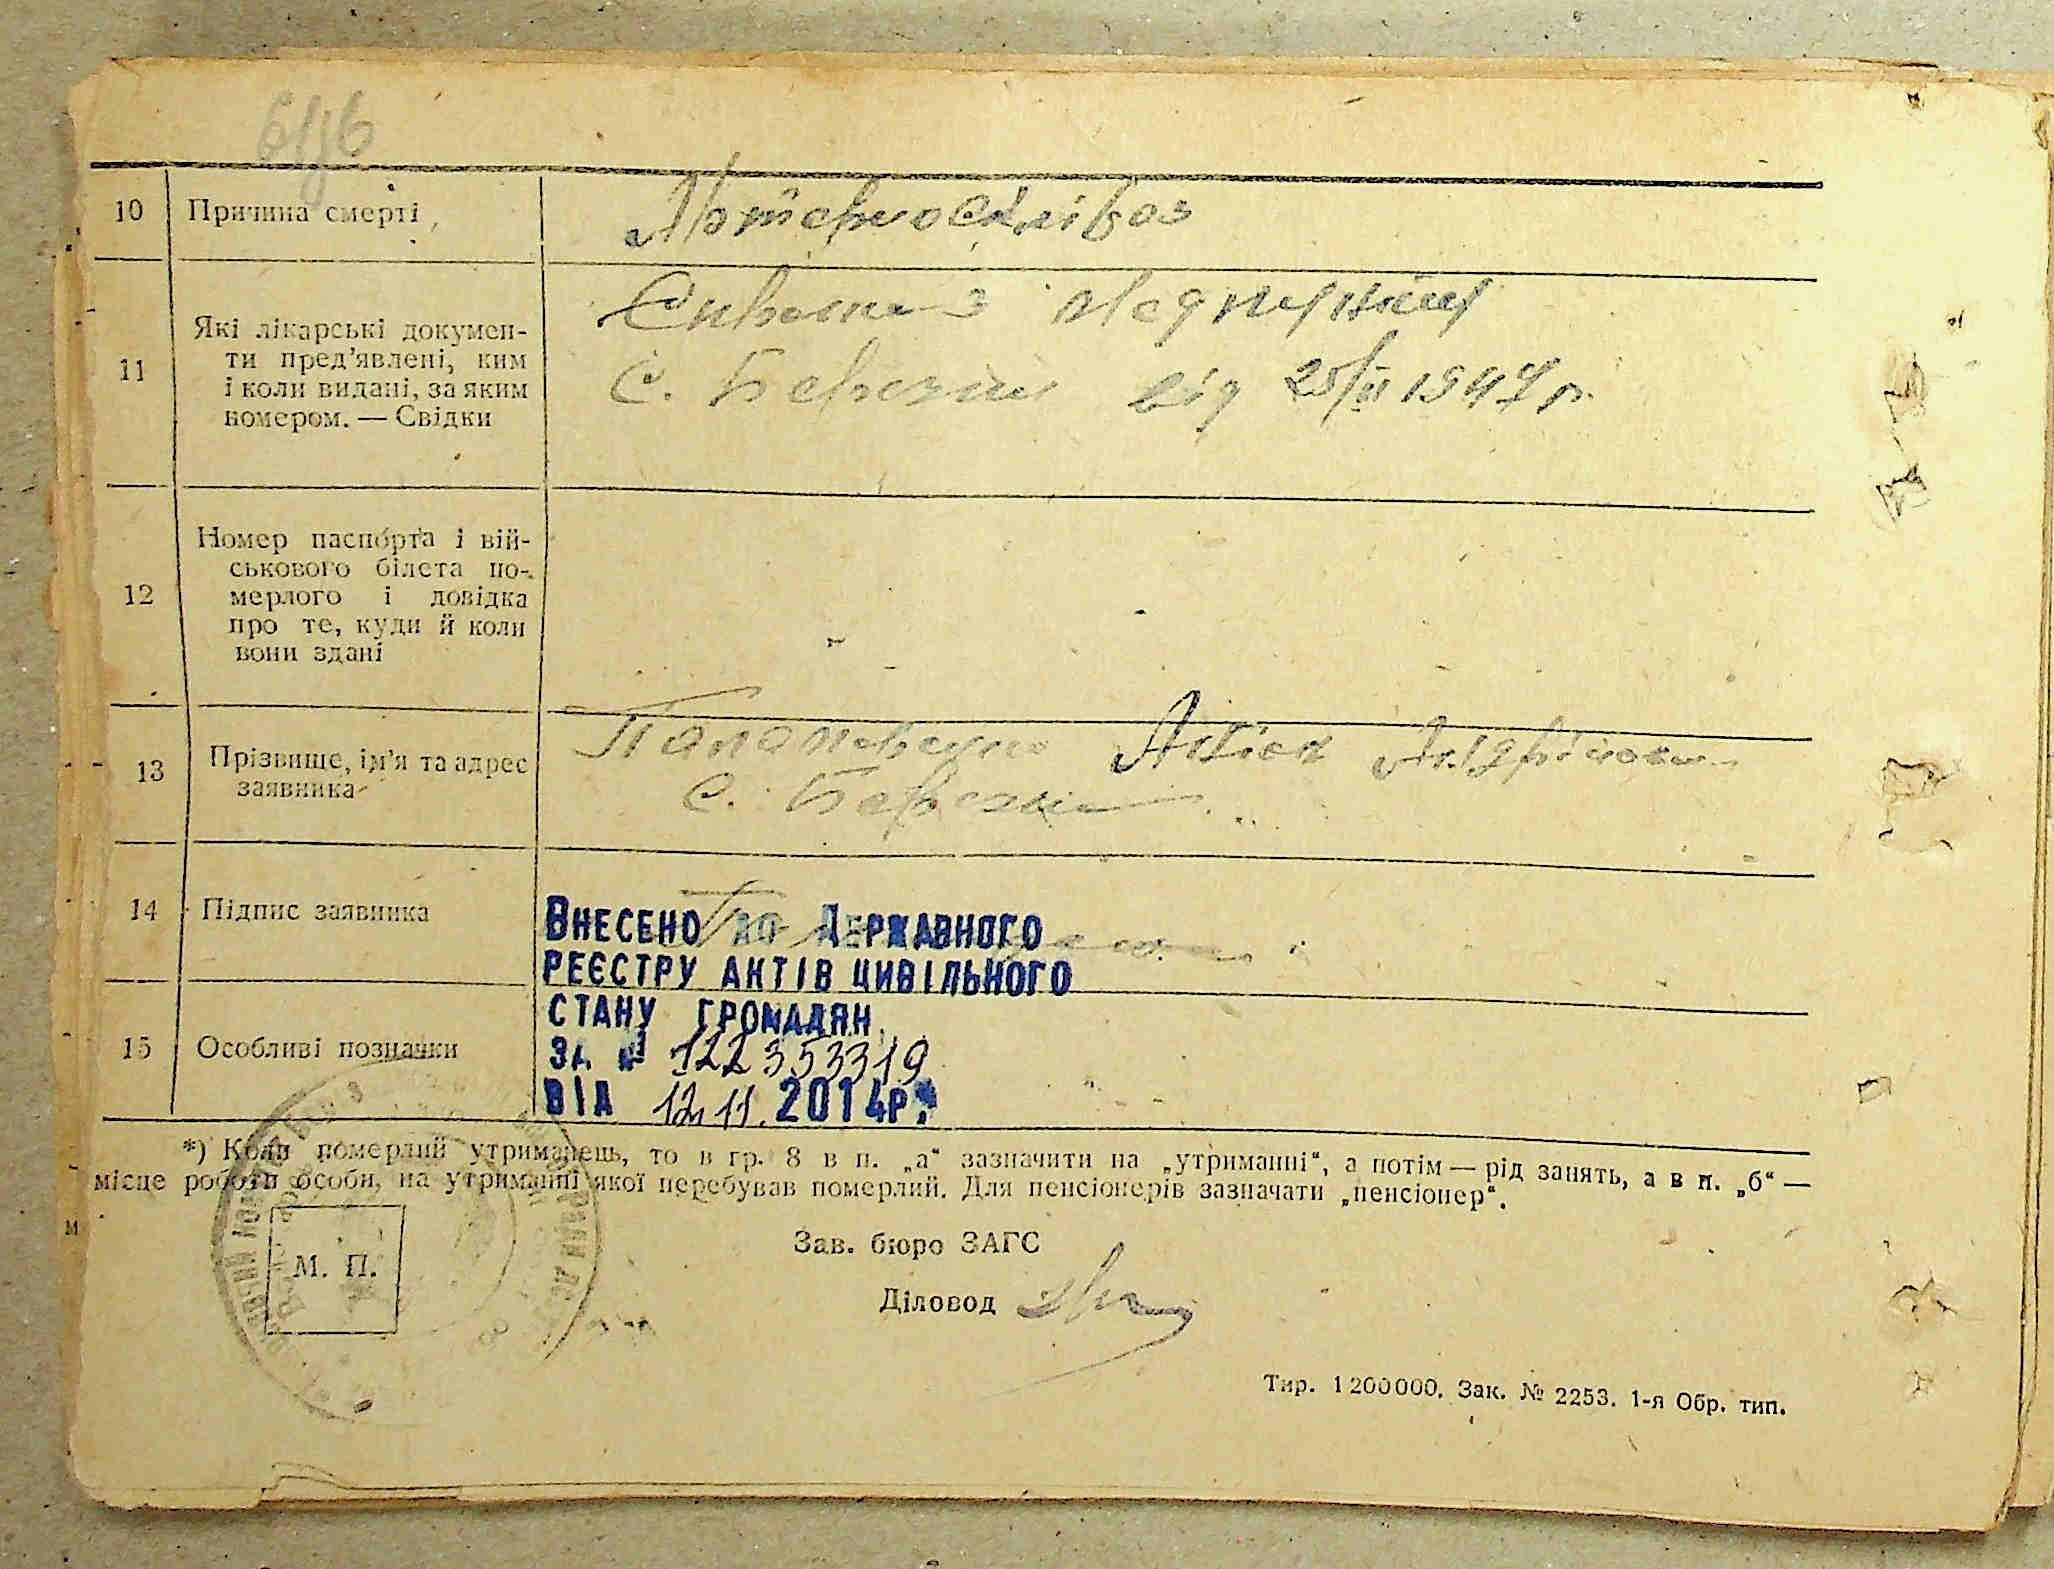 10 Причина смерті Артеріосклівоз
11 Які лікарські докумен-
ти пред’явлені, ким
і коли видані, за яким
номером. — Свідки
с. Березни від 1947 р.
12 Номер паспорта і вій-
ськового білета по-
мерлого і довідка
про те, куди й коли
вони здані
13 Прізвище, ім’я та адрес
заявника
с. Березни
14 Підпис заявника
15 Особливі позначки
Внесено до Державного
реєстру актів цивільного
стану громадян
за № 122353319
від 12.11.2014р.
*) Коли померлий утриманець, то в гр. 8 в п. „а“ зазначити на „утриманні“, а потім — рід занять, а в п. „б“ —
місце роботи особи, на утриманні якої перебував померлий. Для пенсіонерів зазначати „пенсіонер“.
М. П.
Зав. бюро ЗАГС
Діловод
Тир. 1200000. Зак. № 2253. 1-я Обр. тип.